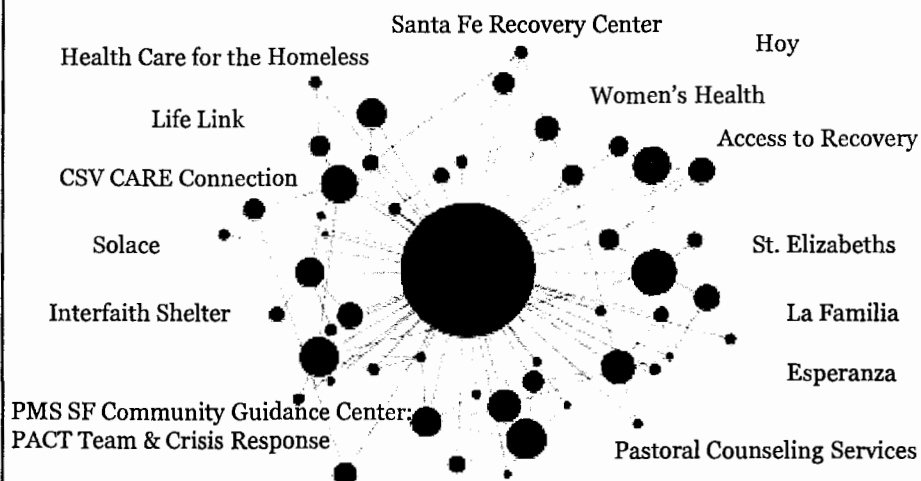 Santa Fe Recovery Center
Hoy
Health Care for the Homeless
Women's Health
Life Link
Access to Recovery
CSV CARE Connection
Solace
St. Elizabeths
Interfaith Shelter
La Familia
Esperanza
PMS SF Community Guidance Center:
PACT Team & Crisis Response
Pastoral Counseling Services